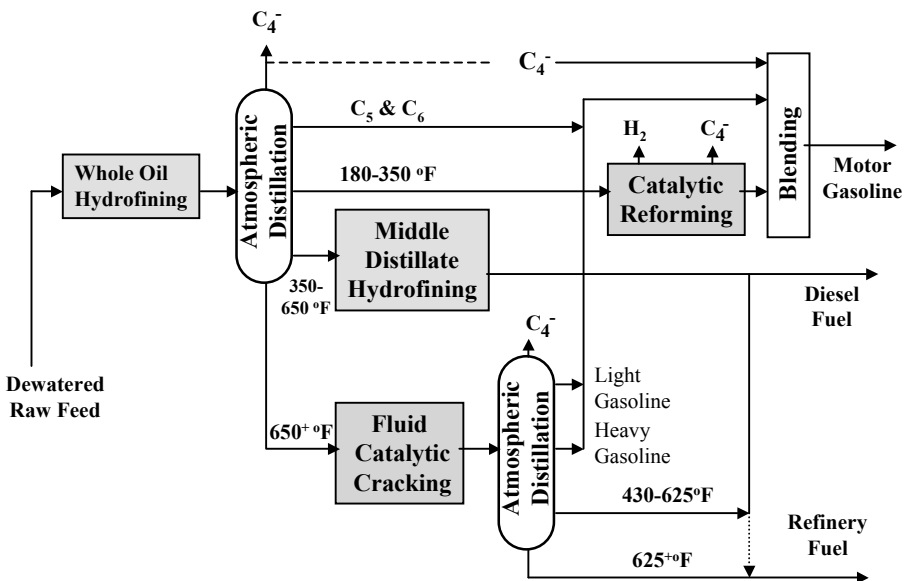 C₄⁻
C₄⁻
C₅ & C₆
H₂
C₄⁻
Whole Oil
Hydrofining
Atmospheric
Distillation
180-350 ºF
Catalytic
Reforming
Blending
Motor
Gasoline
Middle
Distillate
Hydrofining
350-
650 ºF
Diesel
Fuel
C₄⁻
Dewatered
Raw Feed
650⁺ ºF
Fluid
Catalytic
Cracking
Atmospheric
Distillation
Light
Gasoline
Heavy
Gasoline
430-625ºF
Refinery
Fuel
625⁺ºF